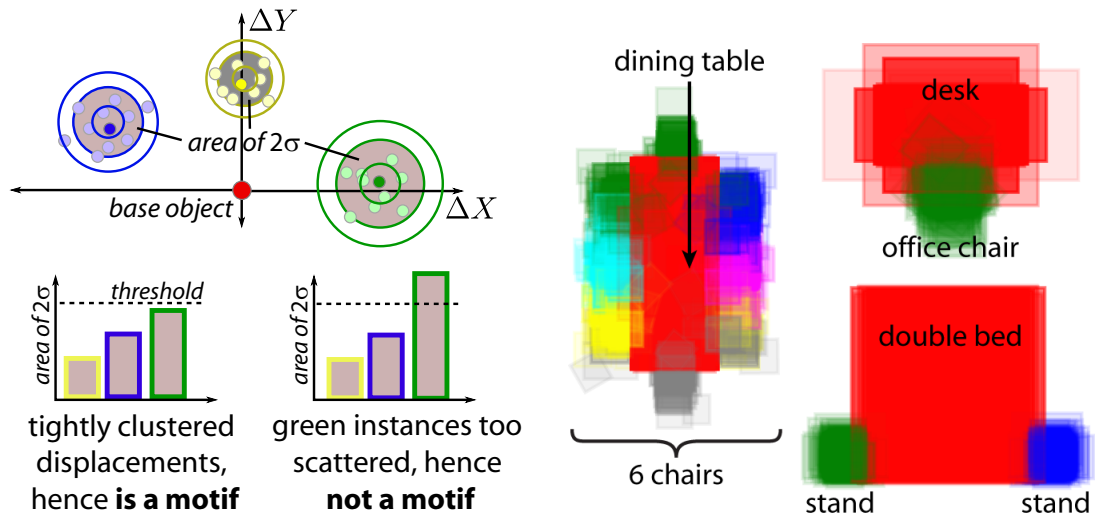 ΔY
area of 2σ
base object
ΔX
area of 2σ
threshold
tightly clustered
displacements,
hence is a motif
area of 2σ
green instances too
scattered, hence
not a motif
dining table
6 chairs
desk
office chair
double bed
stand
stand